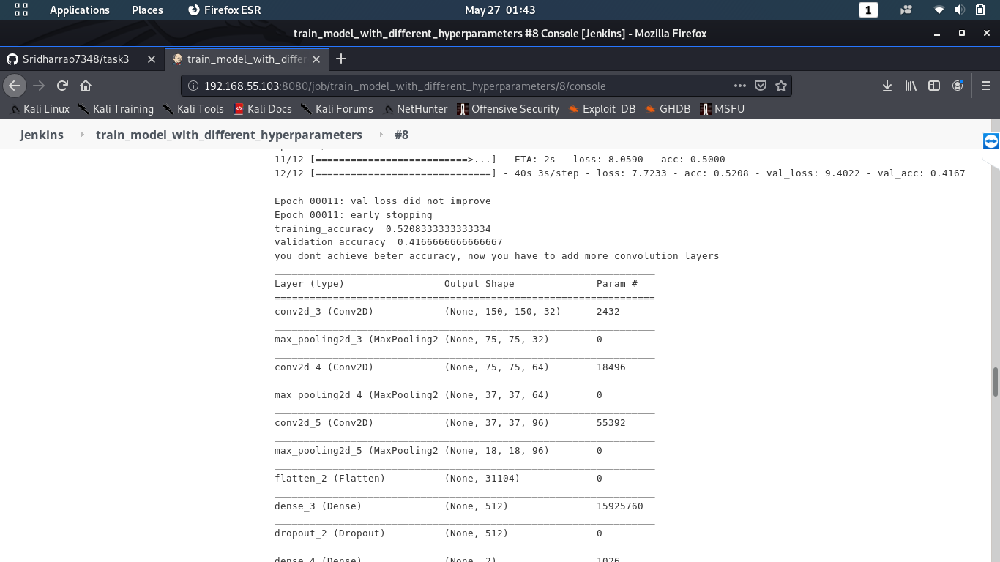 Applications Places Firefox ESR May 27 01:43 1
train_model_with_different_hyperparameters #8 Console [Jenkins] - Mozilla Firefox
Sridharrao7348/task3 train_model_with_differ
192.168.55.103:8080/job/train_model_with_different_hyperparameters/8/console
Kali Linux Kali Training Kali Tools Kali Docs Kali Forums NetHunter Offensive Security Exploit-DB GHDB MSFU
Jenkins train_model_with_different_hyperparameters #8
11/12 [==========================>...] - ETA: 2s - loss: 8.0590 - acc: 0.5000
12/12 [==============================] - 40s 3s/step - loss: 7.7233 - acc: 0.5208 - val_loss: 9.4022 - val_acc: 0.4167
Epoch 00011: val_loss did not improve
Epoch 00011: early stopping
training_accuracy  0.5208333333333334
validation_accuracy  0.4166666666666667
you dont achieve beter accuracy, now you have to add more convolution layers
_________________________________________________________________
Layer (type)                 Output Shape              Param #
=================================================================
conv2d_3 (Conv2D)            (None, 150, 150, 32)      2432
_________________________________________________________________
max_pooling2d_3 (MaxPooling2 (None, 75, 75, 32)        0
_________________________________________________________________
conv2d_4 (Conv2D)            (None, 75, 75, 64)        18496
_________________________________________________________________
max_pooling2d_4 (MaxPooling2 (None, 37, 37, 64)        0
_________________________________________________________________
conv2d_5 (Conv2D)            (None, 37, 37, 96)        55392
_________________________________________________________________
max_pooling2d_5 (MaxPooling2 (None, 18, 18, 96)        0
_________________________________________________________________
flatten_2 (Flatten)          (None, 31104)             0
_________________________________________________________________
dense_3 (Dense)              (None, 512)               15925760
_________________________________________________________________
dropout_2 (Dropout)          (None, 512)               0
_________________________________________________________________
dense_4 (Dense)              (None, 2)                 1026